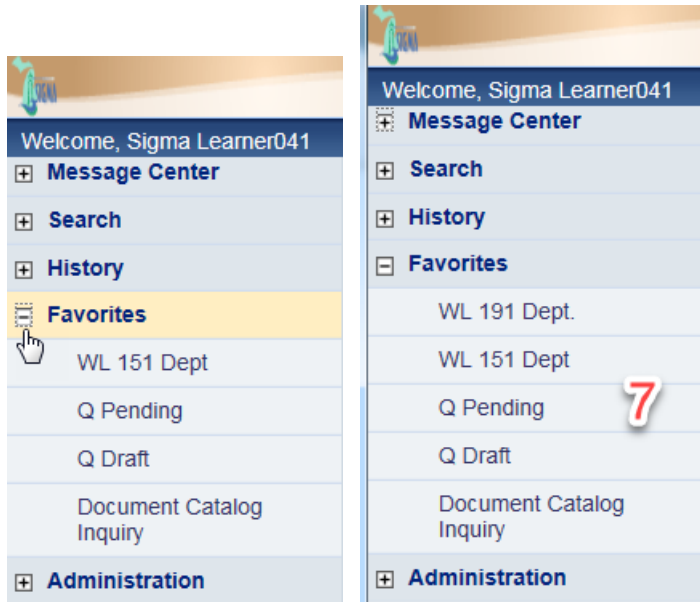 SIGMA
Welcome, Sigma Learner041
Message Center
Search
History
Favorites
WL 151 Dept
Q Pending
Q Draft
Document Catalog
Inquiry
Administration
SIGMA
Welcome, Sigma Learner041
Message Center
Search
History
Favorites
WL 191 Dept.
WL 151 Dept
Q Pending
7
Q Draft
Document Catalog
Inquiry
Administration